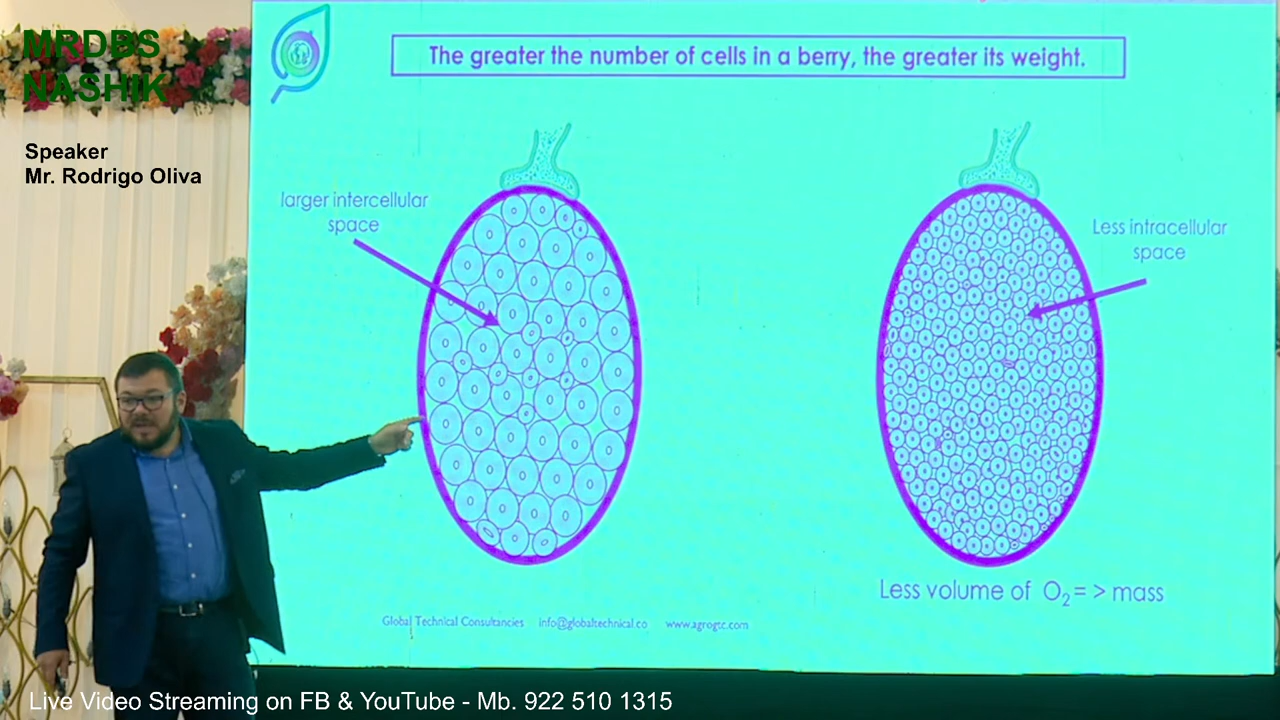 MRDBS
NASHIK
Speaker
Mr. Rodrigo Oliva
The greater the number of cells in a berry, the greater its weight.
larger intercellular
space
Less intracellular
space
Less volume of O₂ = > mass
Global Technical Consultancies info@globaltechnical.co www.agrogtc.com
Live Video Streaming on FB & YouTube - Mb. 922 510 1315